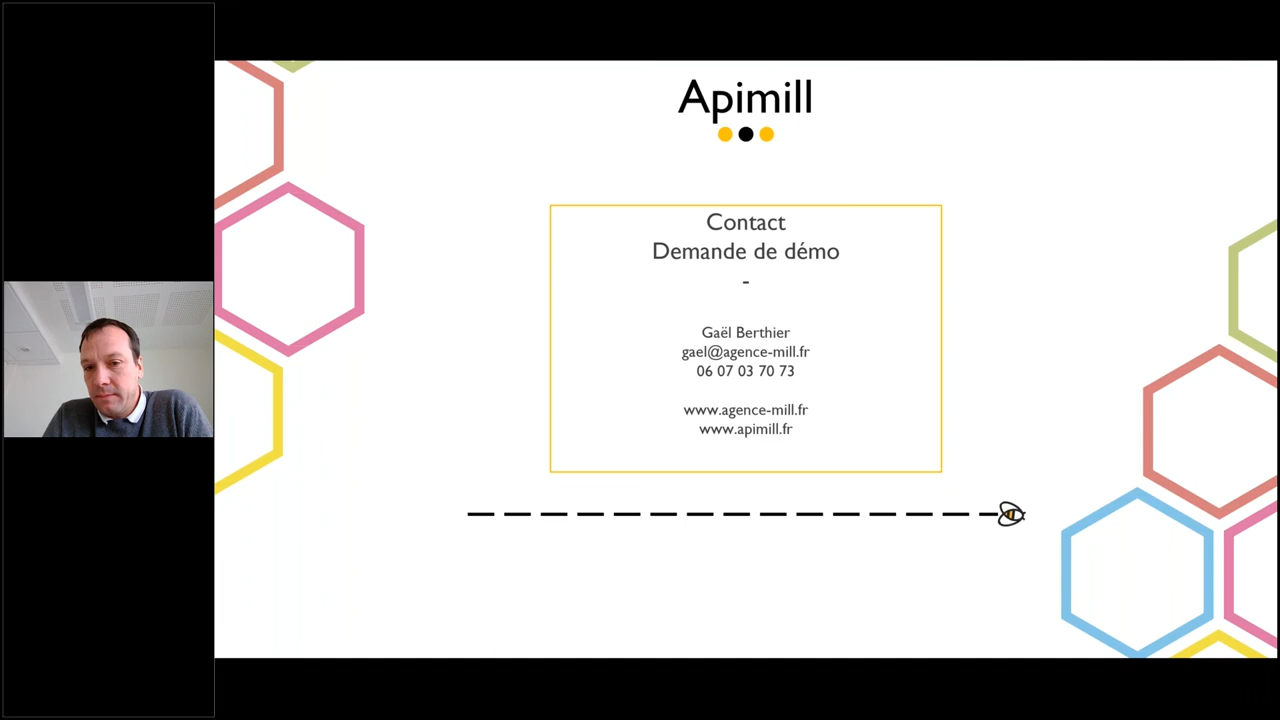 Apimill
Contact
Demande de démo
-
Gaël Berthier
gael@agence-mill.fr
06 07 03 70 73
www.agence-mill.fr
www.apimill.fr